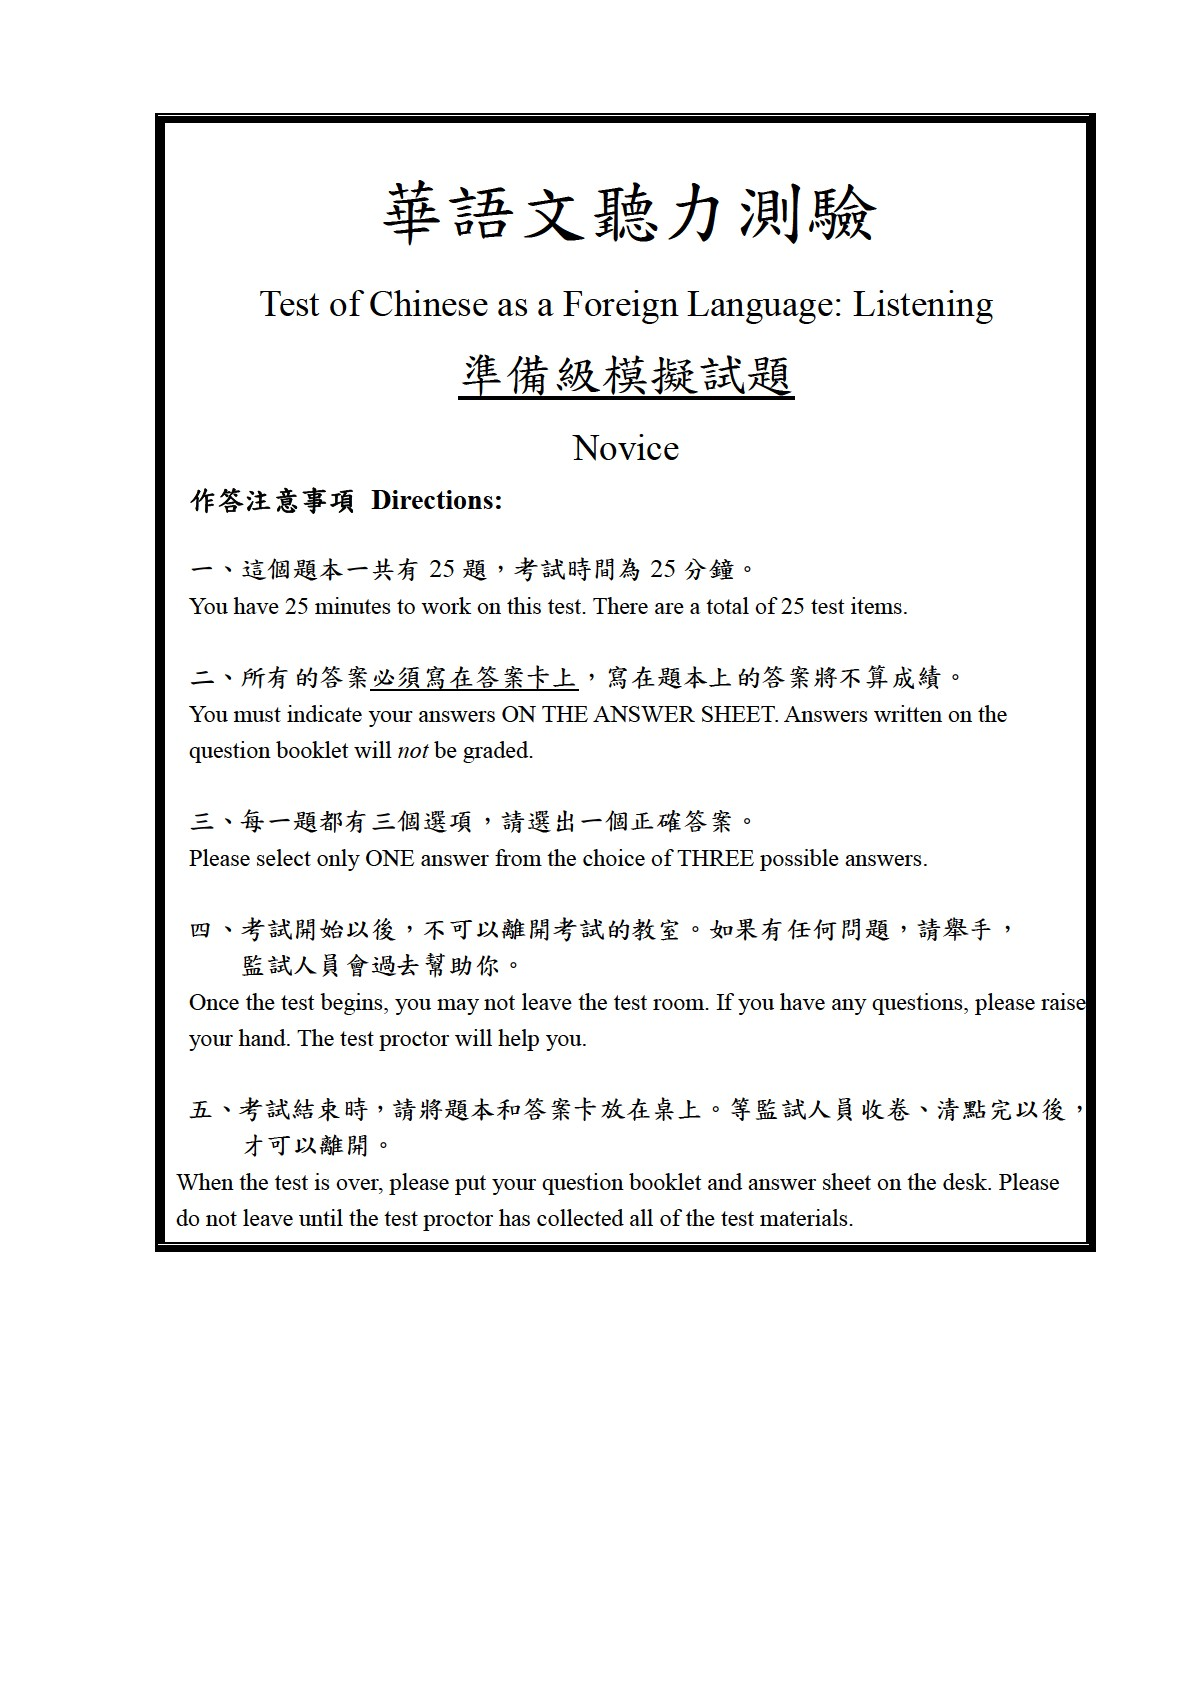 華語文聽力測驗
Test of Chinese as a Foreign Language: Listening
準備級模擬試題
Novice
作答注意事項 Directions:
一、這個題本一共有 25 題，考試時間為 25 分鐘。
You have 25 minutes to work on this test. There are a total of 25 test items.
二、所有的答案必須寫在答案卡上，寫在題本上的答案將不算成績。
You must indicate your answers ON THE ANSWER SHEET. Answers written on the
question booklet will not be graded.
三、每一題都有三個選項，請選出一個正確答案。
Please select only ONE answer from the choice of THREE possible answers.
四、考試開始以後，不可以離開考試的教室。如果有任何問題，請舉手，
監試人員會過去幫助你。
Once the test begins, you may not leave the test room. If you have any questions, please raise
your hand. The test proctor will help you.
五、考試結束時，請將題本和答案卡放在桌上。等監試人員收卷、清點完以後，
才可以離開。
When the test is over, please put your question booklet and answer sheet on the desk. Please
do not leave until the test proctor has collected all of the test materials.